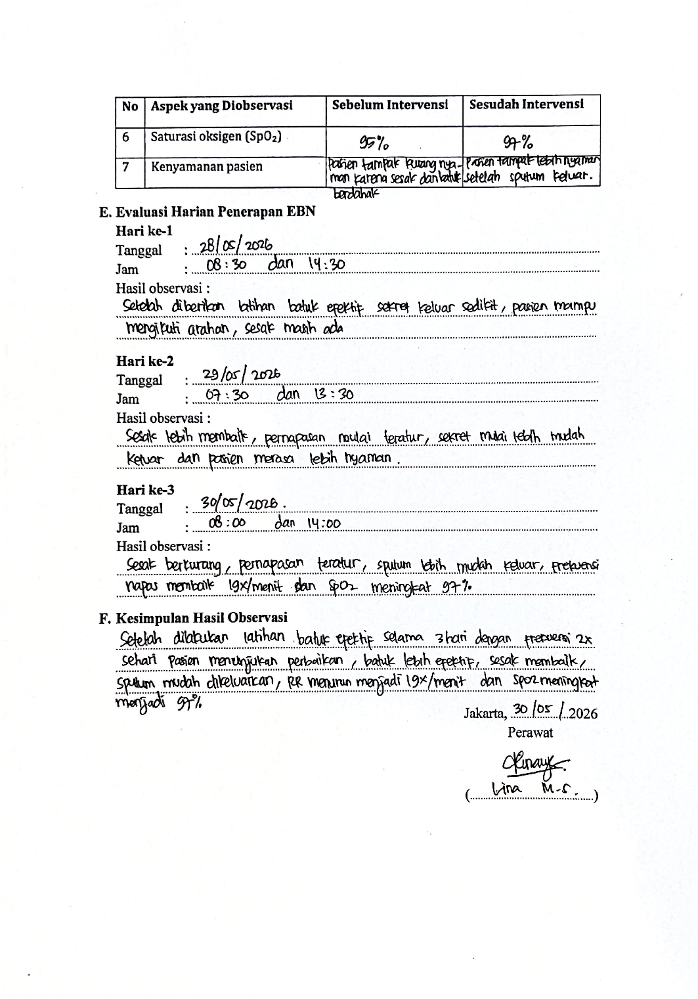 No Aspek yang Diobservasi Sebelum Intervensi Sesudah Intervensi
6 Saturasi oksigen (SpO₂) 95% 97%
7 Kenyamanan pasien
Pasien tampak kurang nya-
man karena sesak dan batuk
berdahak
Pasien tampak lebih nyaman
setelah sputum keluar.
E. Evaluasi Harian Penerapan EBN
Hari ke-1
Tanggal : 28/05/2026
Jam : 08:30 dan 14:30
Hasil observasi :
Setelah diberikan latihan batuk efektif sekret keluar sedikit, pasien mampu
mengikuti arahan, sesak masih ada
Hari ke-2
Tanggal : 29/05/2026
Jam : 07:30 dan 13:30
Hasil observasi :
Sesak lebih membaik, pernapasan mulai teratur, sekret mulai lebih mudah
keluar dan pasien merasa lebih nyaman.
Hari ke-3
Tanggal : 30/05/2026.
Jam : 08:00 dan 14:00
Hasil observasi :
Sesak berkurang, pernapasan teratur, sputum lebih mudah keluar, frekuensi
napas membaik 19x/menit dan SpO2 meningkat 97%
F. Kesimpulan Hasil Observasi
Setelah dilakukan latihan batuk efektif selama 3 hari dengan frekuensi 2x
sehari pasien menunjukan perbaikan, batuk lebih efektif, sesak membaik,
sputum mudah dikeluarkan, RR menurun menjadi 19x/menit dan SpO2 meningkat
menjadi 97%
Jakarta, 30/05/2026
Perawat
(Lina M.S.)